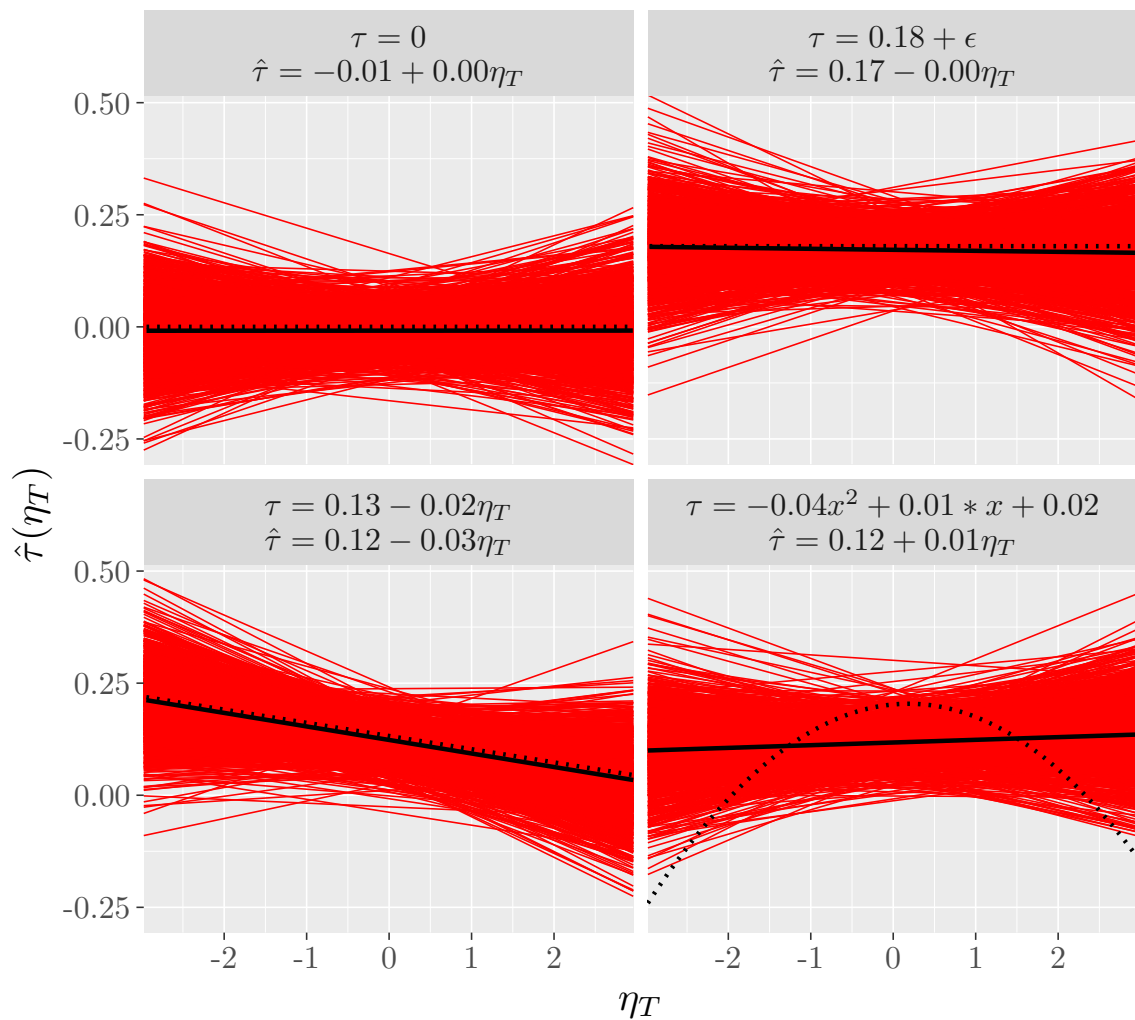 τ = 0
τ̂ = −0.01 + 0.00η_T
τ = 0.18 + ϵ
τ̂ = 0.17 − 0.00η_T
0.50
0.25
0.00
-0.25
τ̂(η_T)
τ = 0.13 − 0.02η_T
τ̂ = 0.12 − 0.03η_T
τ = −0.04x² + 0.01 ∗ x + 0.02
τ̂ = 0.12 + 0.01η_T
0.50
0.25
0.00
-0.25
-2 -1 0 1 2
-2 -1 0 1 2
η_T